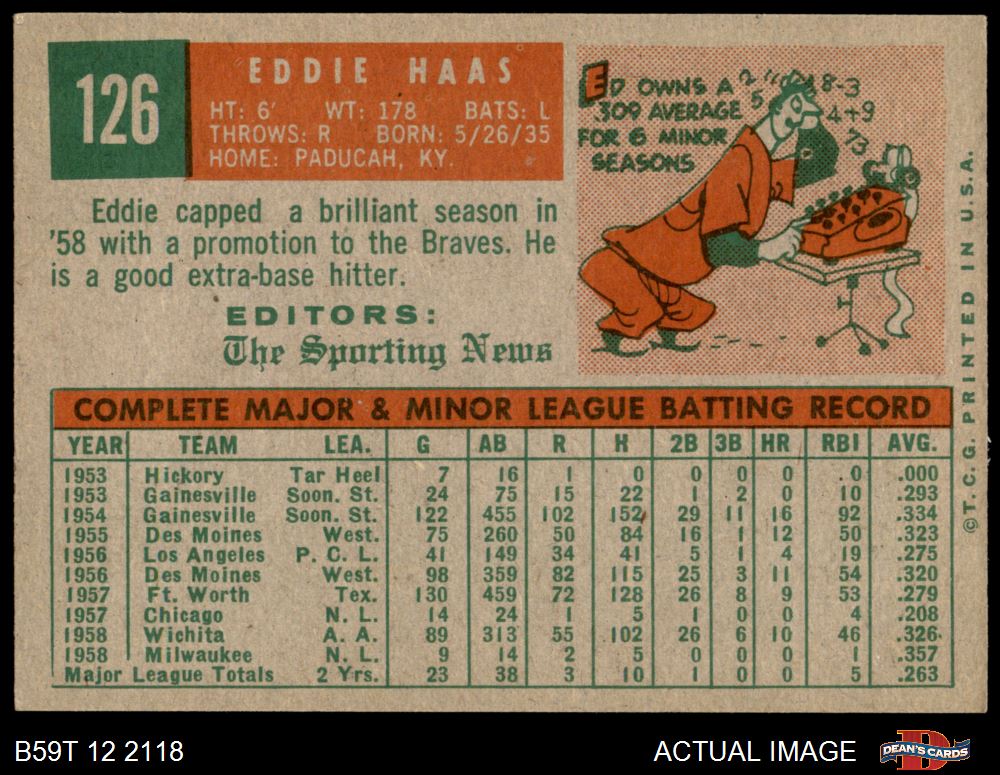 126
EDDIE HAAS
HT: 6' WT: 178 BATS: L
THROWS: R BORN: 5/26/35
HOME: PADUCAH, KY.
Eddie capped a brilliant season in
'58 with a promotion to the Braves. He
is a good extra-base hitter.
EDITORS:
The Sporting News
ED OWNS A
.309 AVERAGE
FOR 6 MINOR
SEASONS
COMPLETE MAJOR & MINOR LEAGUE BATTING RECORD
YEAR TEAM LEA. G AB R H 2B 3B HR RBI AVG.
1953 Hickory Tar Heel 7 16 1 0 0 0 0 0 .000
1953 Gainesville Soon. St. 24 75 15 22 1 2 0 10 .293
1954 Gainesville Soon. St. 122 455 102 152 29 11 16 92 .334
1955 Des Moines West. 75 260 50 84 16 1 12 50 .323
1956 Los Angeles P. C. L. 41 149 34 41 5 1 4 19 .275
1956 Des Moines West. 98 359 82 115 25 3 11 54 .320
1957 Ft. Worth Tex. 130 459 72 128 26 8 9 53 .279
1957 Chicago N. L. 14 24 1 5 1 0 0 4 .208
1958 Wichita A. A. 89 313 55 102 26 6 10 46 .326
1958 Milwaukee N. L. 9 14 2 5 0 0 0 1 .357
Major League Totals 2 Yrs. 23 38 3 10 1 0 0 5 .263
© T. C. G. PRINTED IN U.S.A.
B59T 12 2118
ACTUAL IMAGE
DEAN'S CARDS